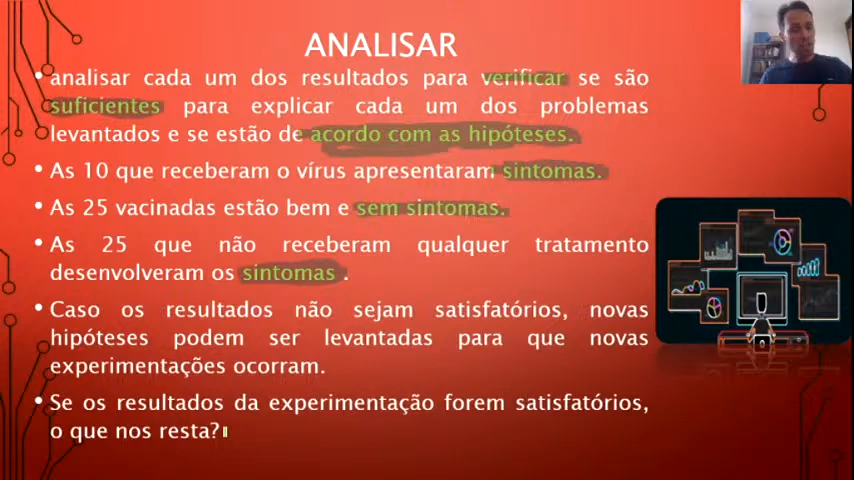 ANALISAR
• analisar cada um dos resultados para verificar se são
suficientes para explicar cada um dos problemas
levantados e se estão de acordo com as hipóteses.
• As 10 que receberam o vírus apresentaram sintomas.
• As 25 vacinadas estão bem e sem sintomas.
• As 25 que não receberam qualquer tratamento
desenvolveram os sintomas .
• Caso os resultados não sejam satisfatórios, novas
hipóteses podem ser levantadas para que novas
experimentações ocorram.
• Se os resultados da experimentação forem satisfatórios,
o que nos resta?